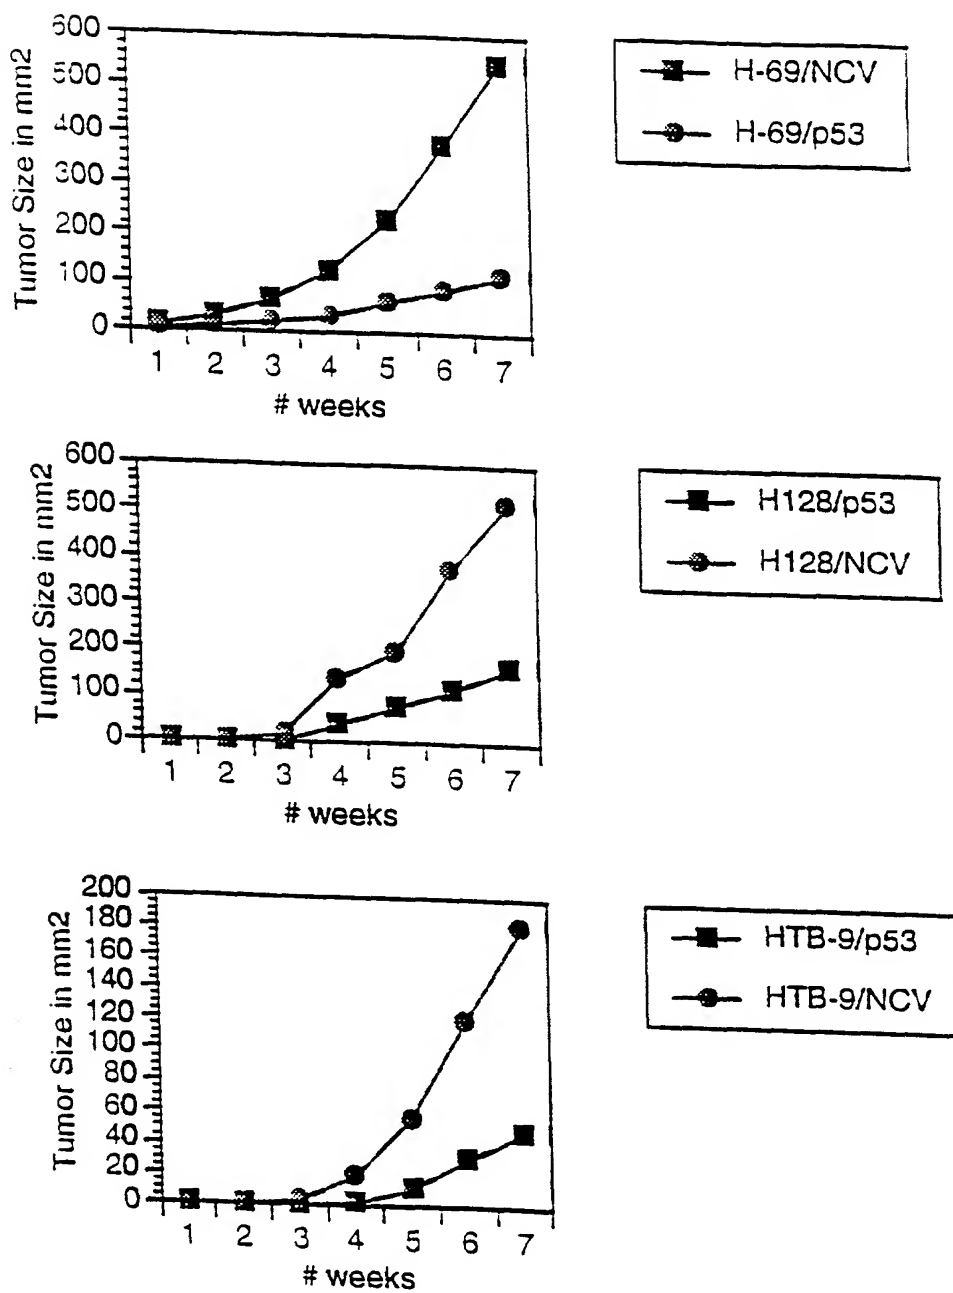 600
500
400
300
200
100
0
Tumor Size in mm2
1 2 3 4 5 6 7
# weeks
H-69/NCV
H-69/p53
600
500
400
300
200
100
0
Tumor Size in mm2
1 2 3 4 5 6 7
# weeks
H128/p53
H128/NCV
200
180
160
140
120
100
80
60
40
20
0
Tumor Size in mm2
1 2 3 4 5 6 7
# weeks
HTB-9/p53
HTB-9/NCV